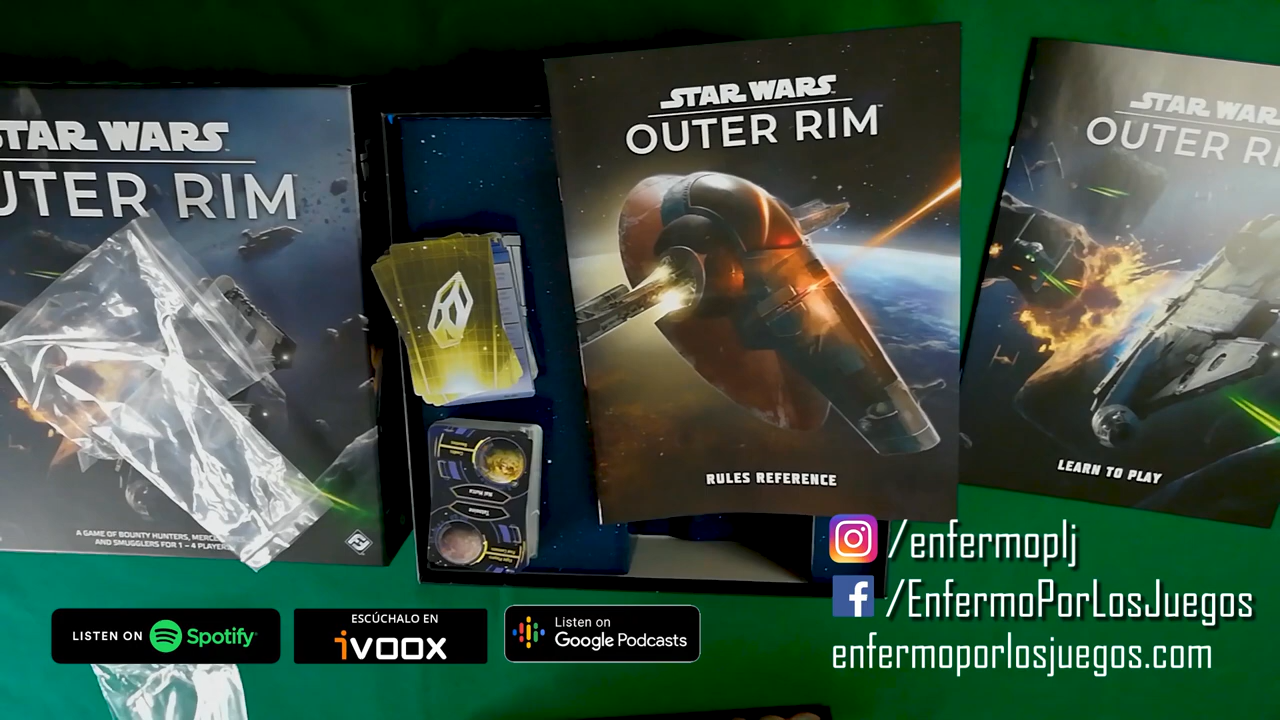 STAR WARS
OUTER RIM
A GAME OF BOUNTY HUNTERS,
AND SMUGGLERS FOR 1 – 4 PLAYERS
STAR WARS
OUTER RIM
RULES REFERENCE
STAR WARS
OUTER RI
LEARN TO PLAY
/enfermoplj
/EnfermoPorLosJuegos
enfermoporlosjuegos.com
LISTEN ON Spotify
ESCÚCHALO EN
iVOOX
Listen on
Google Podcasts